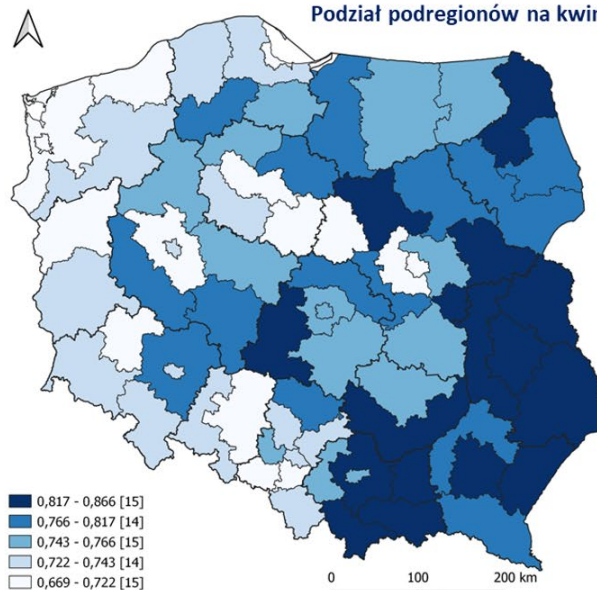 Podział podregionów na
0,817 - 0,866 [15]
0,766 - 0,817 [14]
0,743 - 0,766 [15]
0,722 - 0,743 [14]
0,669 - 0,722 [15]
0 100 200 km